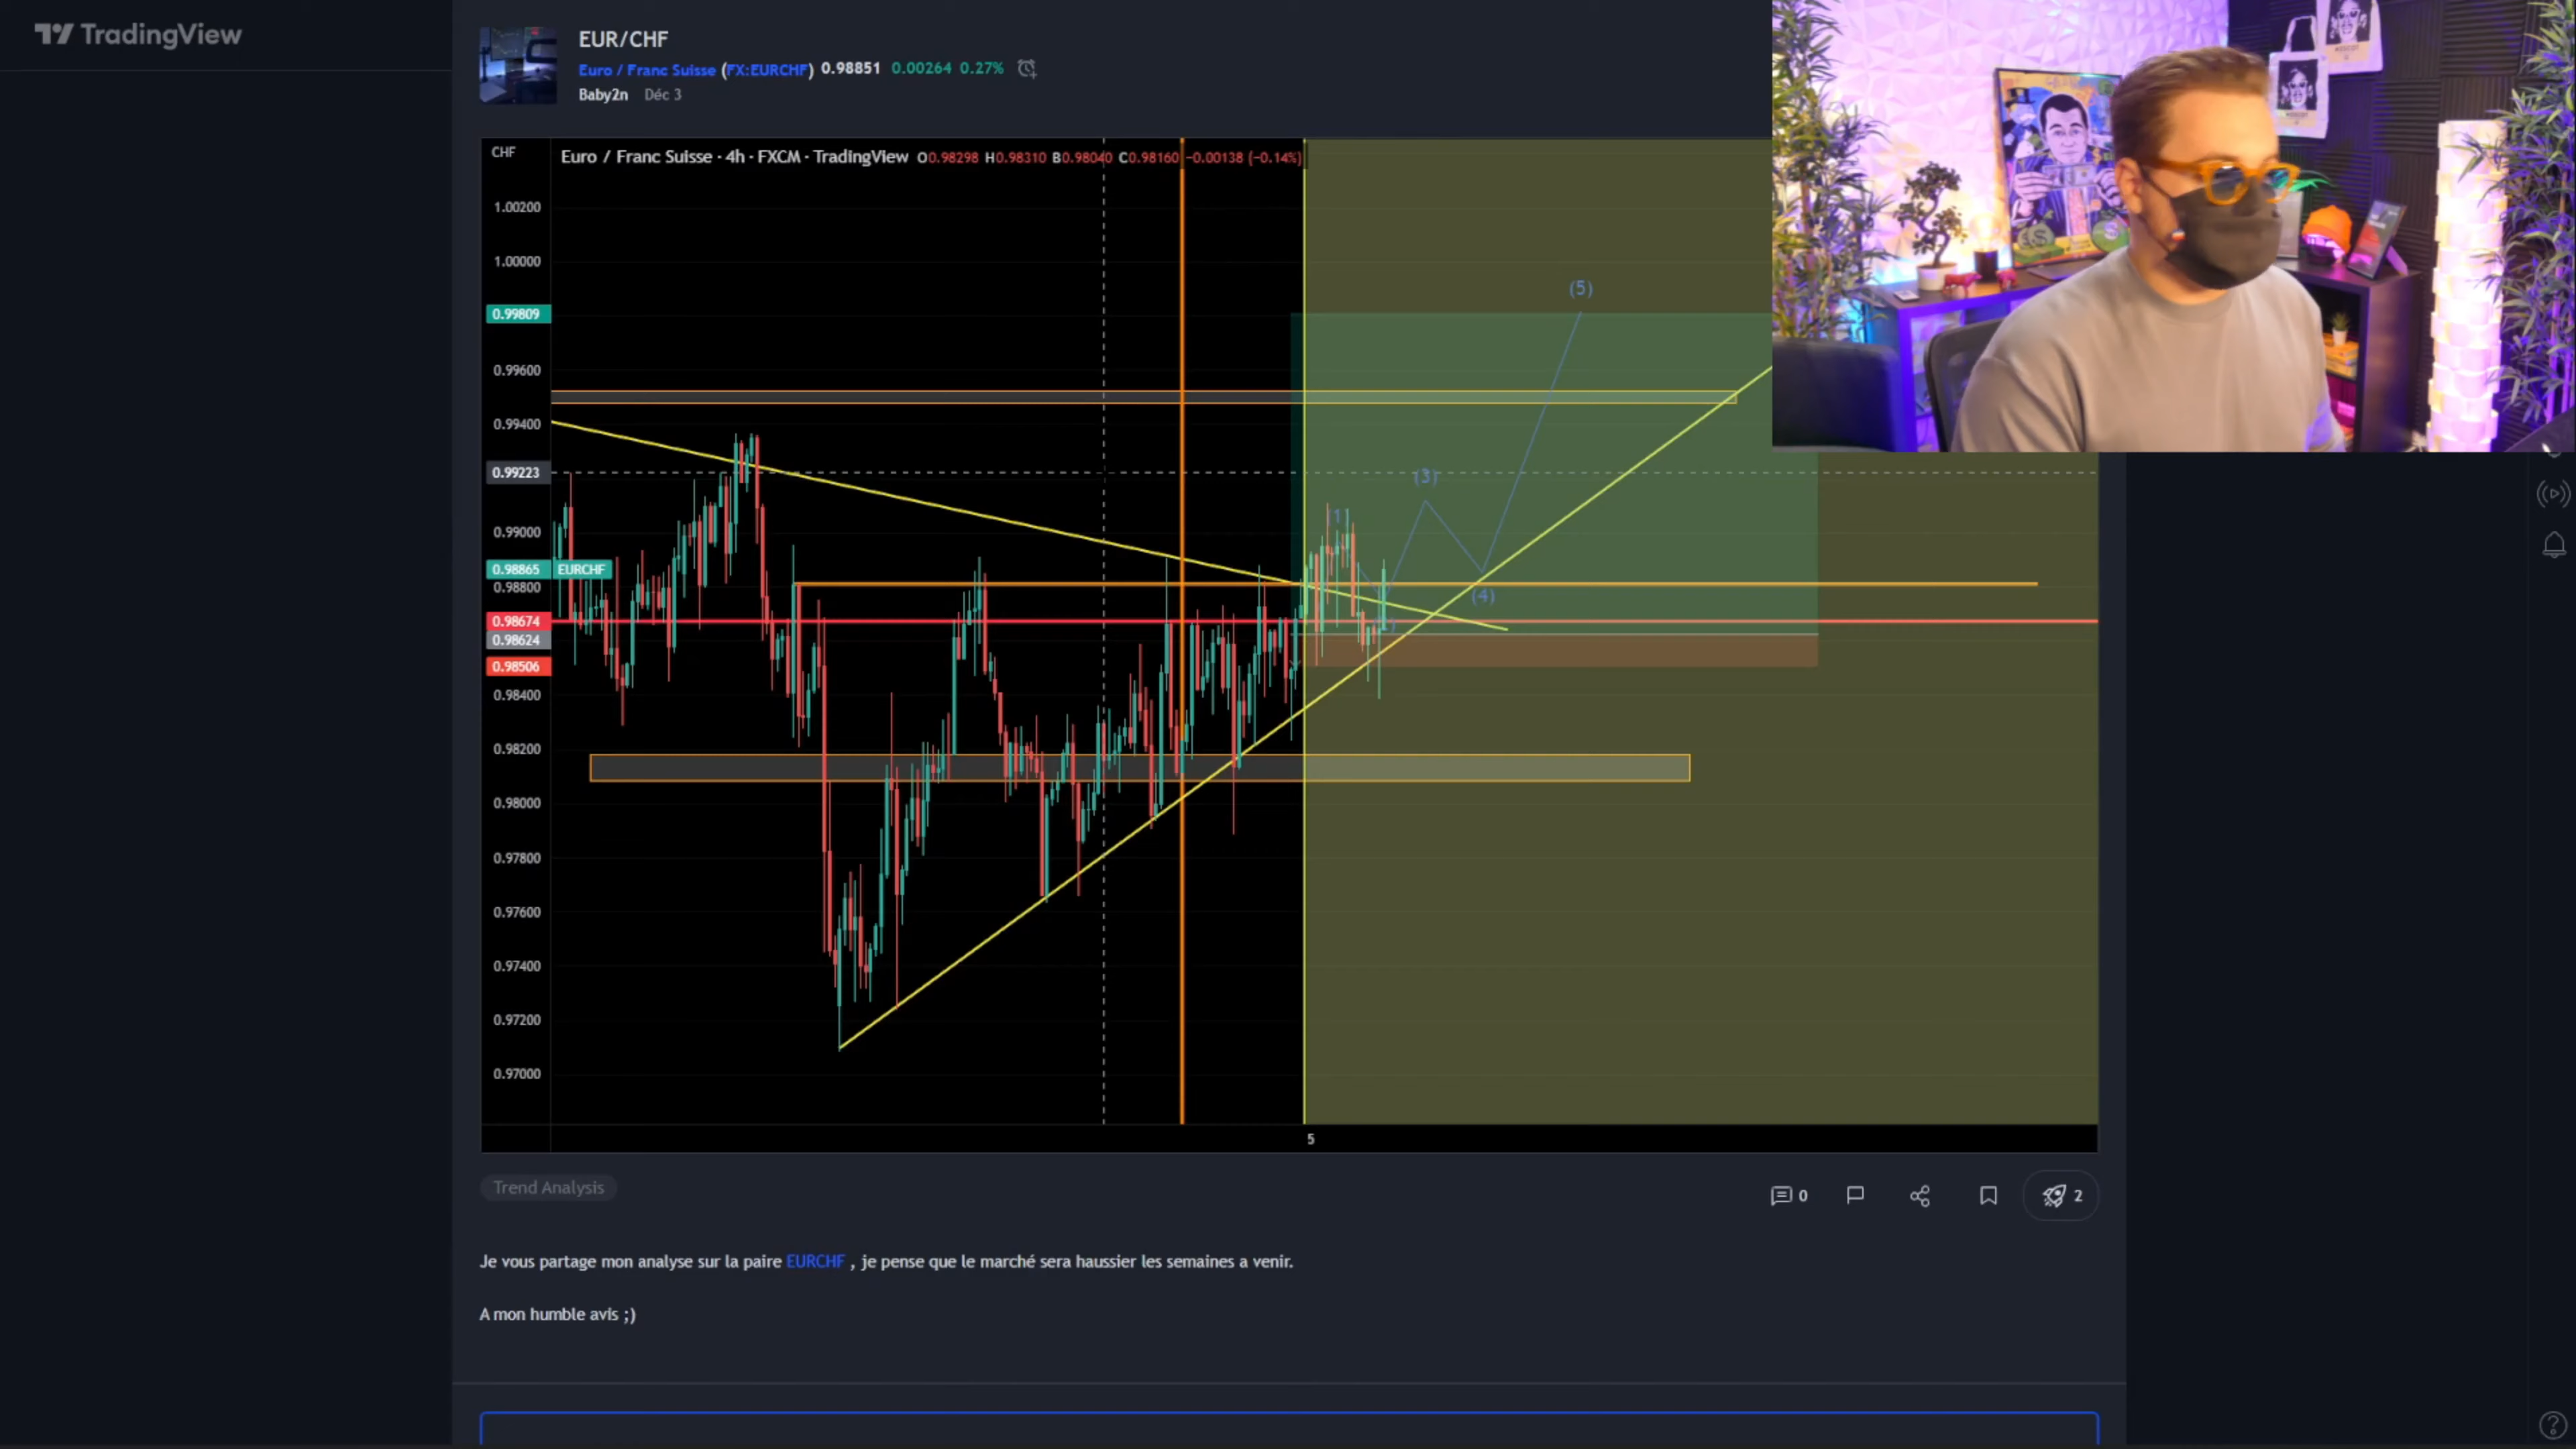 TradingView
EUR/CHF
Euro / Franc Suisse (FX:EURCHF) 0.98851 0.00264 0.27%
Baby2n Déc 3
CHF
Euro / Franc Suisse · 4h · FXCM · TradingView O0.98298 H0.98310 B0.98040 C0.98160 −0.00138 (−0.14%)
1.00200
1.00000
0.99809
0.99600
0.99400
0.99223
0.99000
0.98865 EURCHF
0.98800
0.98674
0.98624
0.98506
0.98400
0.98200
0.98000
0.97800
0.97600
0.97400
0.97200
0.97000
(5)
(3)
(1)
(4)
5
Trend Analysis
0
2
Je vous partage mon analyse sur la paire EURCHF , je pense que le marché sera haussier les semaines a venir.
A mon humble avis ;)